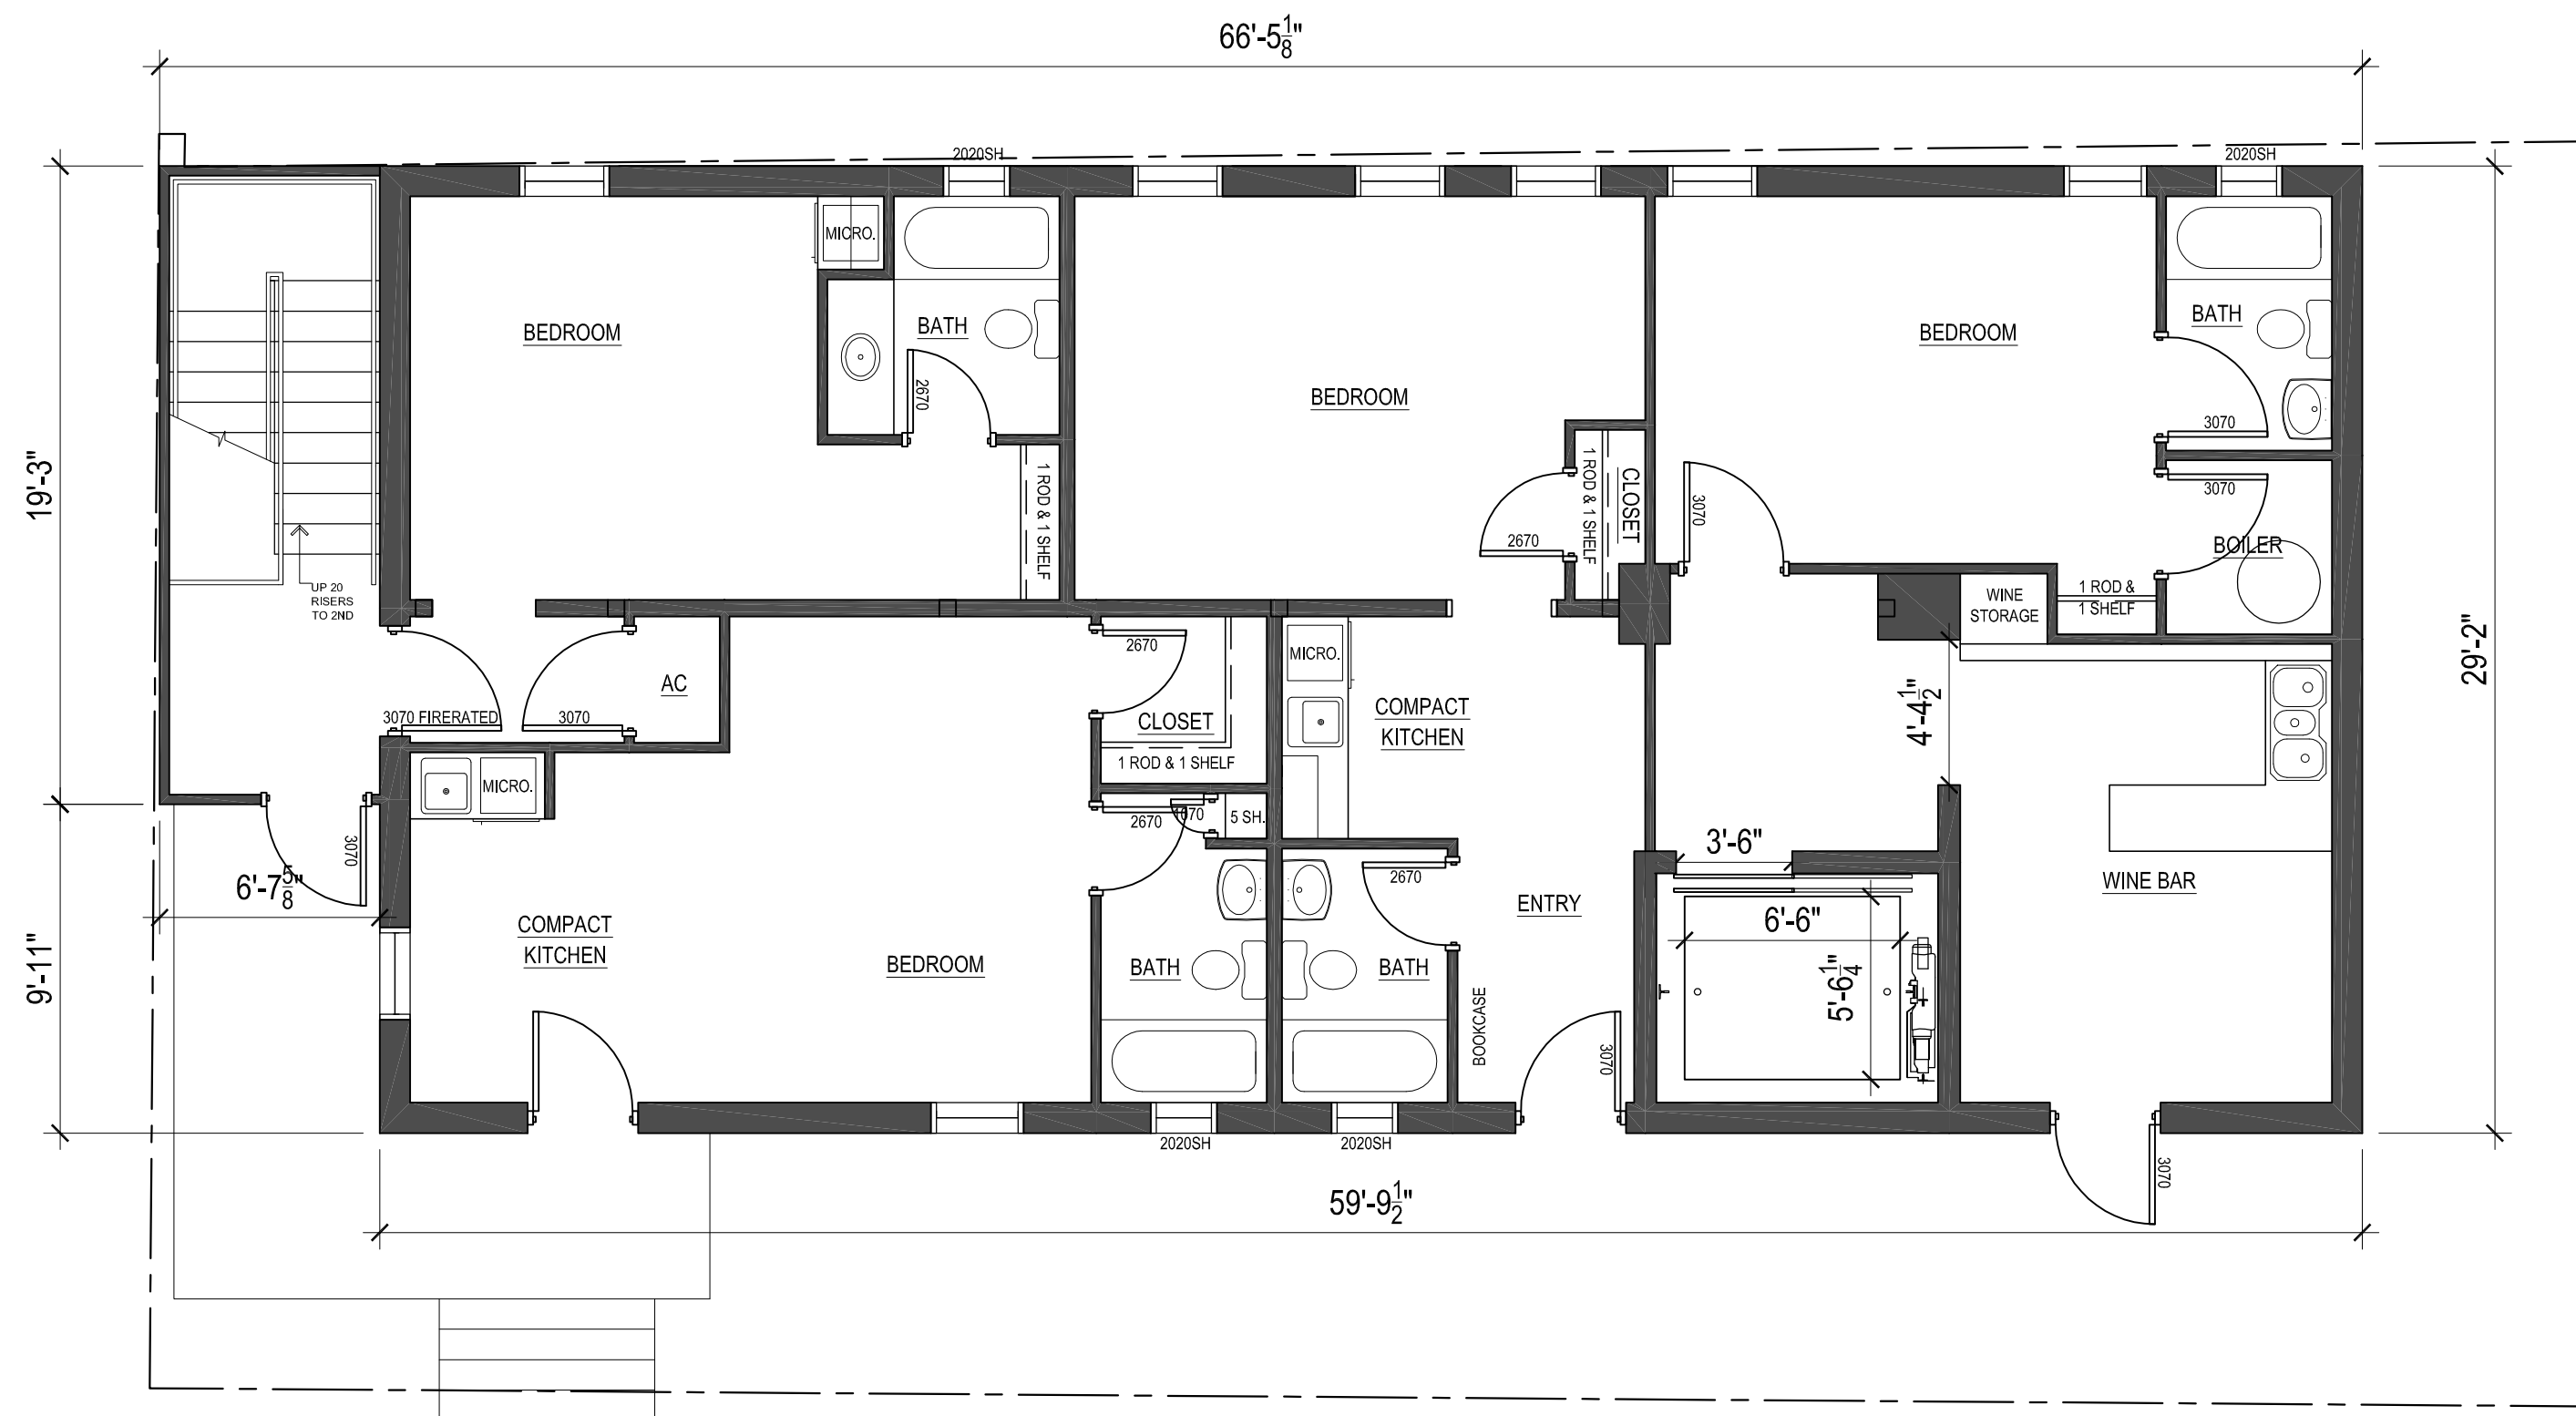 66'-5 1/8"
2020SH
2020SH
MICRO.
BEDROOM
BATH
2670
BEDROOM
BEDROOM
BATH
3070
19'-3"
1 ROD & 1 SHELF
1 ROD & 1 SHELF
CLOSET
2670
3070
3070
BOILER
UP 20
RISERS
TO 2ND
WINE
STORAGE
1 ROD &
1 SHELF
29'-2"
3070 FIRERATED
3070
AC
2670
CLOSET
1 ROD & 1 SHELF
MICRO.
COMPACT
KITCHEN
4'-4 1/2"
MICRO.
3070
6'-7 5/8"
2670
1670
5 SH.
2670
3'-6"
WINE BAR
9'-11"
COMPACT
KITCHEN
BEDROOM
BATH
BATH
ENTRY
BOOKCASE
6'-6"
5'-6 1/4"
3070
2020SH
2020SH
3070
59'-9 1/2"